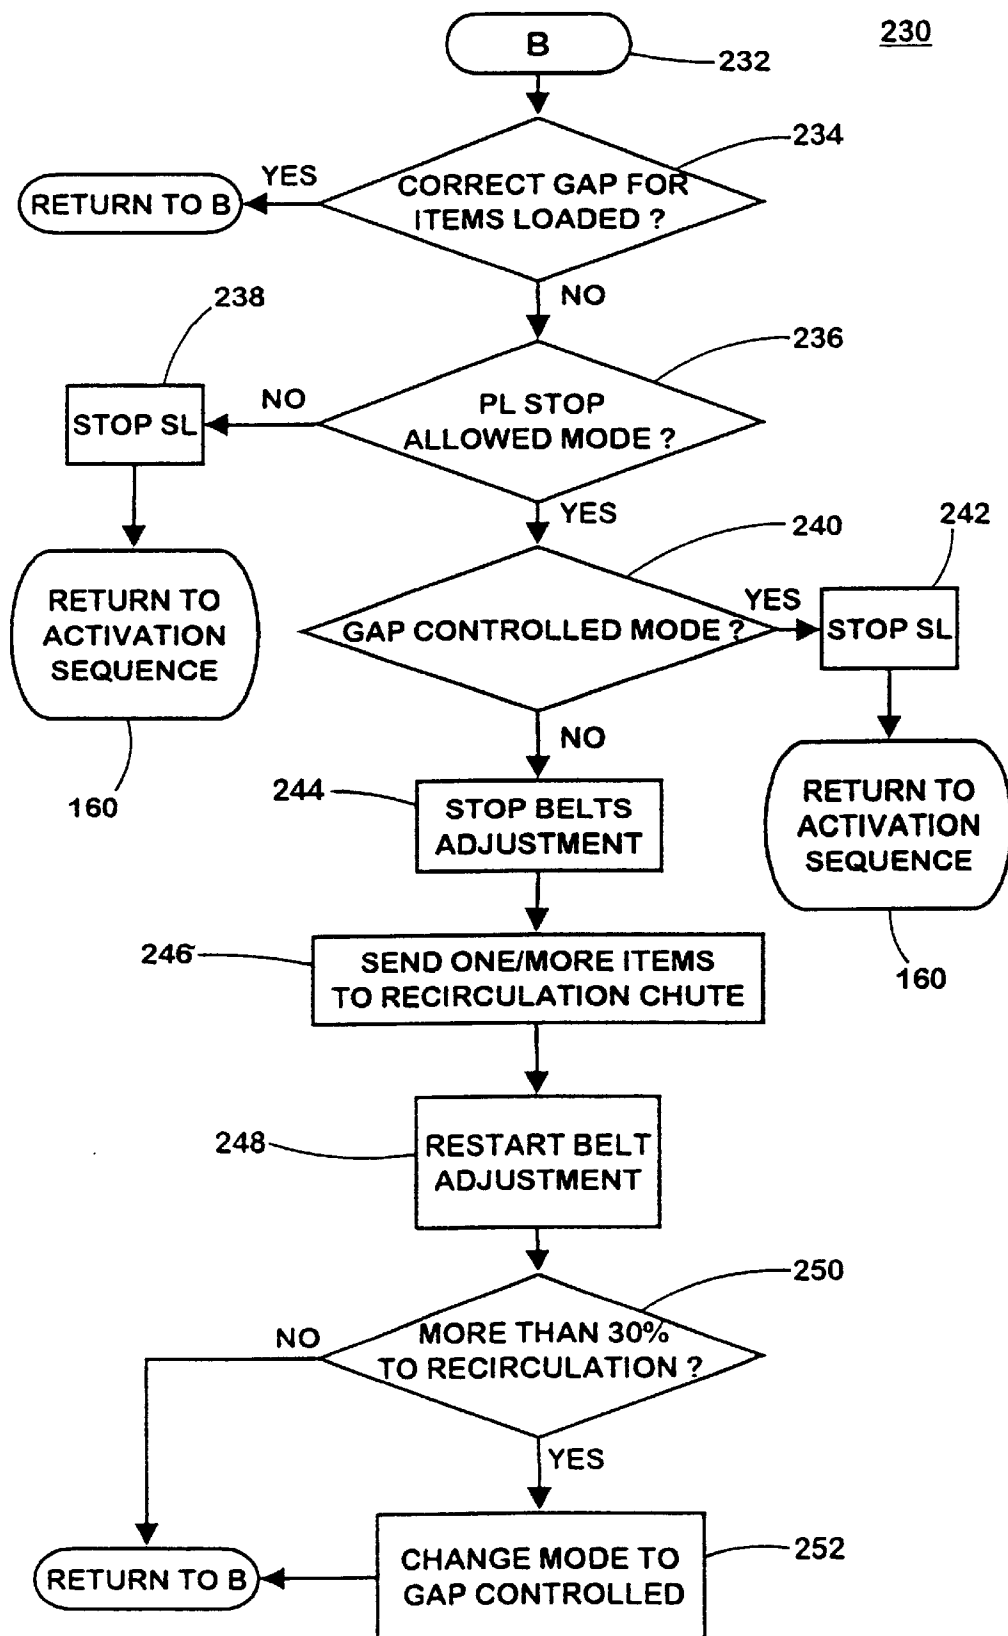 230
B
232
234
YES
CORRECT GAP FOR
ITEMS LOADED ?
RETURN TO B
NO
238
236
NO
PL STOP
ALLOWED MODE ?
STOP SL
YES
240
242
RETURN TO
ACTIVATION
SEQUENCE
GAP CONTROLLED MODE ?
YES
STOP SL
NO
160
244
STOP BELTS
ADJUSTMENT
RETURN TO
ACTIVATION
SEQUENCE
246
SEND ONE/MORE ITEMS
TO RECIRCULATION CHUTE
160
248
RESTART BELT
ADJUSTMENT
250
NO
MORE THAN 30%
TO RECIRCULATION ?
YES
252
CHANGE MODE TO
GAP CONTROLLED
RETURN TO B